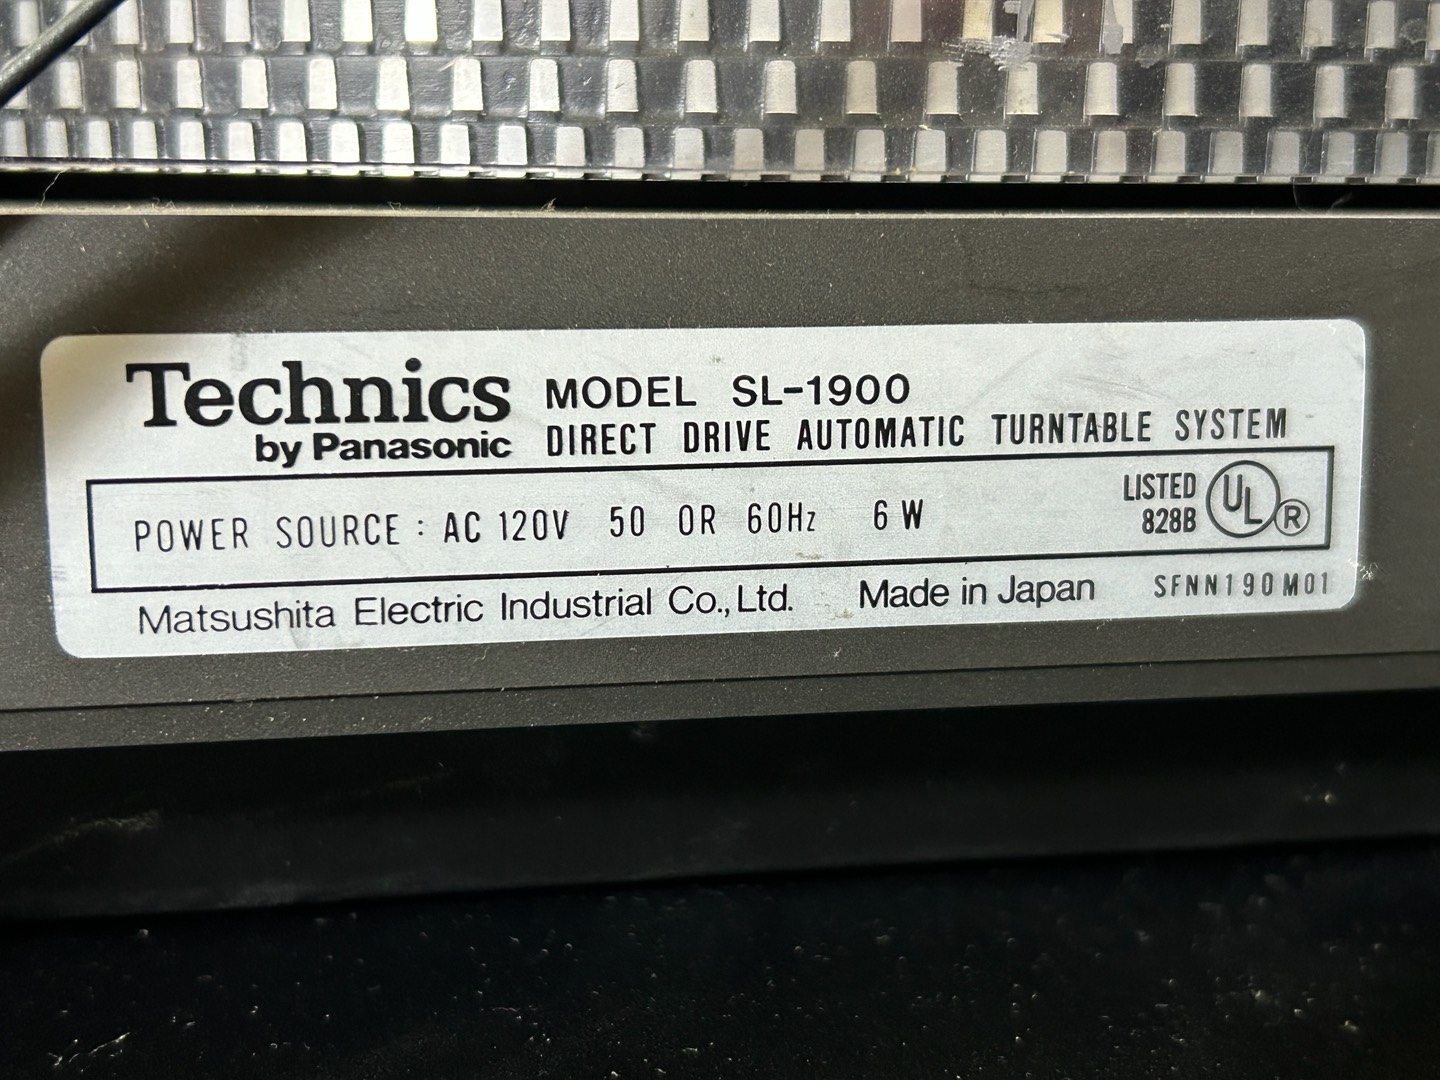 Technics MODEL SL-1900
by Panasonic DIRECT DRIVE AUTOMATIC TURNTABLE SYSTEM
POWER SOURCE : AC 120V 50 OR 60Hz 6 W LISTED 828B UL ®
Matsushita Electric Industrial Co., Ltd. Made in Japan SFNN190M01